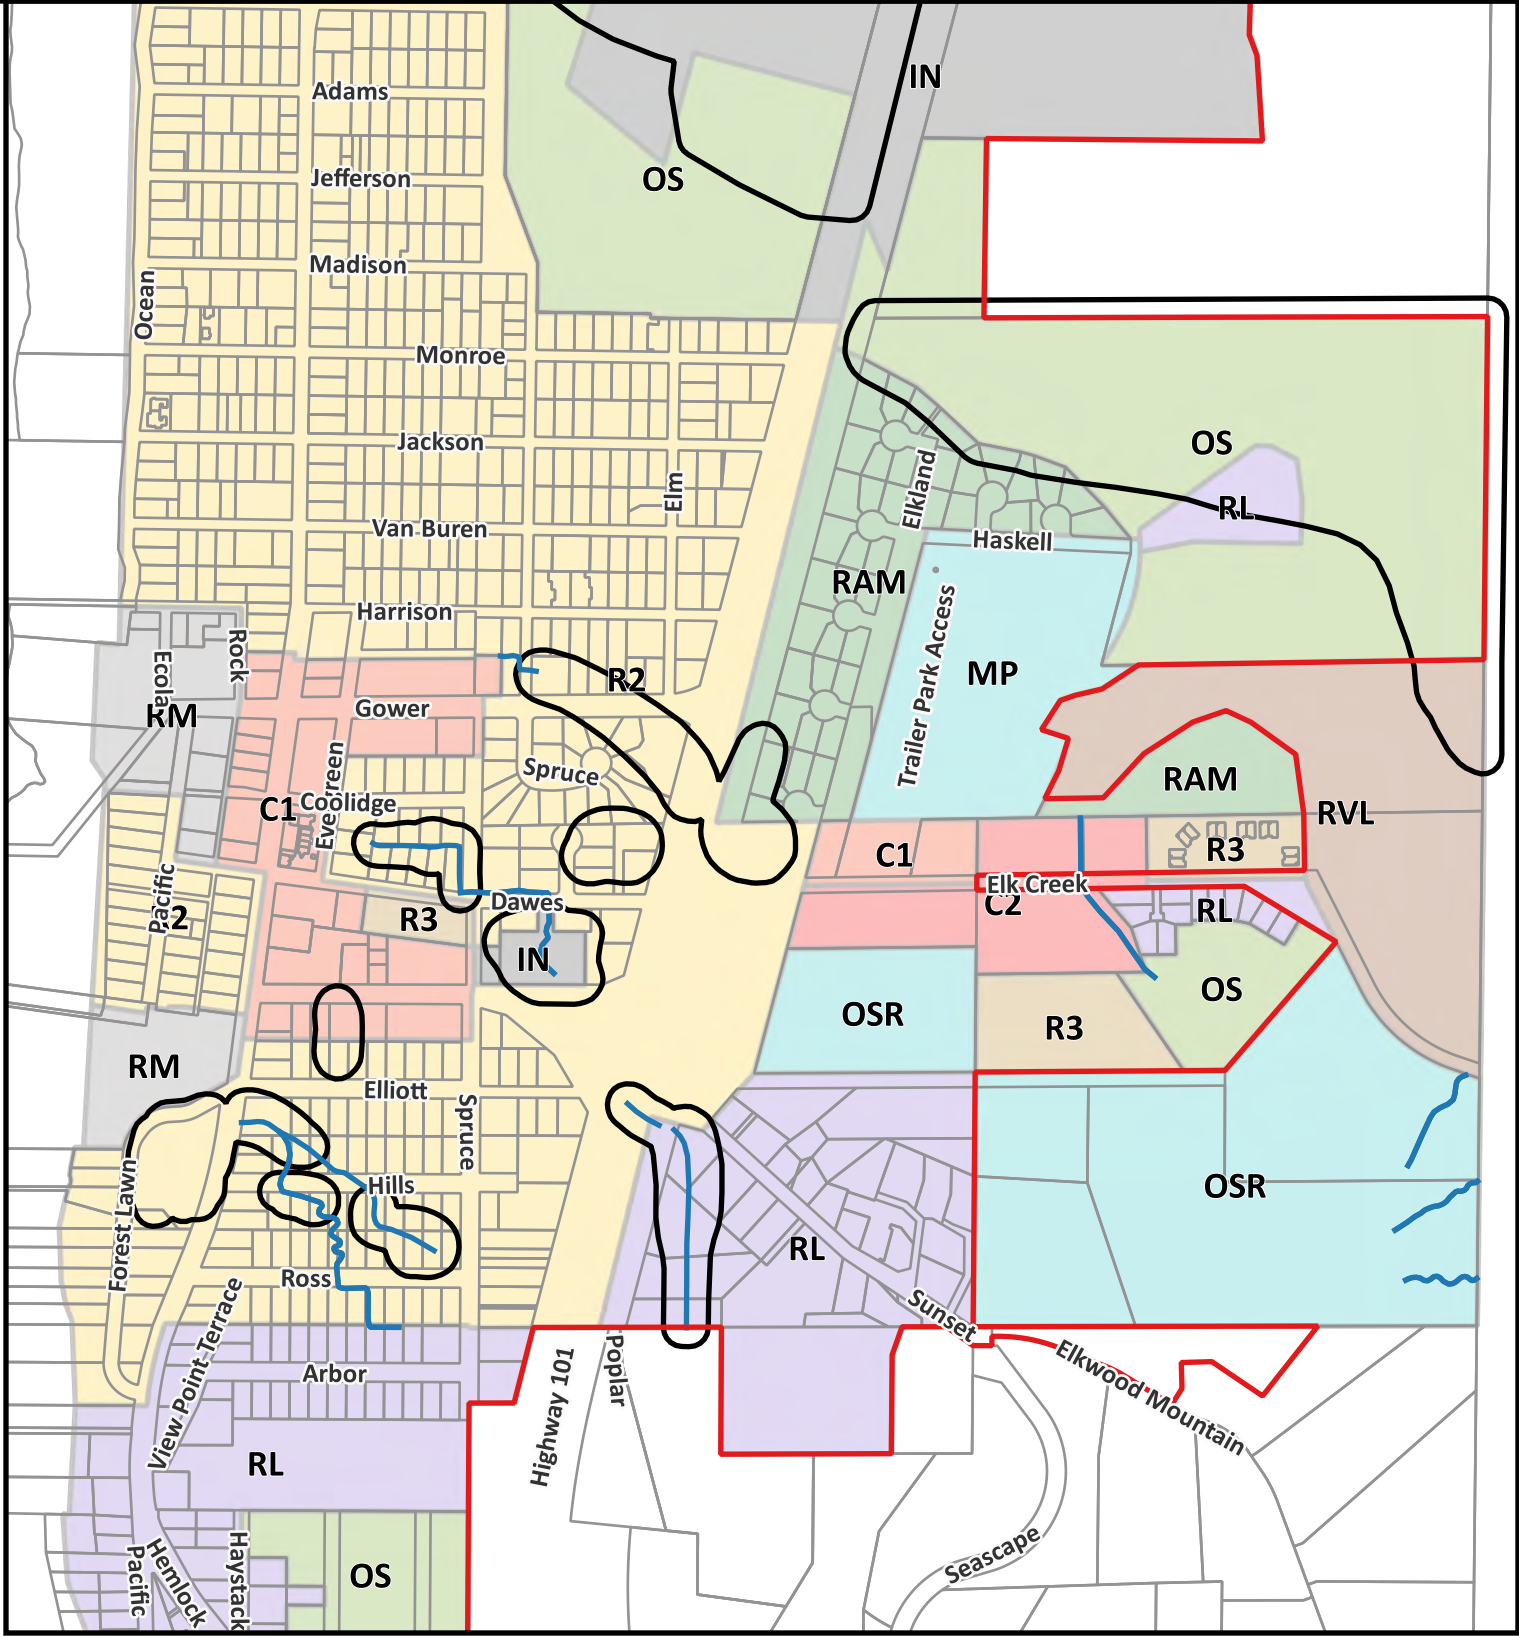 IN
Adams
Jefferson
OS
Madison
Ocean
Monroe
Jackson
OS
Elm
Elkland
RL
Van Buren
Haskell
RAM
Harrison
Rock
Ecola
Trailer Park Access
MP
R2
RM
Gower
Spruce
RAM
Evergreen
Coolidge
C1
RVL
C1
R3
Elk Creek
Pacific
2
R3
Dawes
C2
RL
IN
OS
OSR
R3
RM
Elliott
Spruce
Hills
OSR
Forest Lawn
RL
Ross
View Point Terrace
Sunset
Arbor
Highway 101
Poplar
Elkwood Mountain
RL
Pacific
Hemlock
Haystack
OS
Seascape